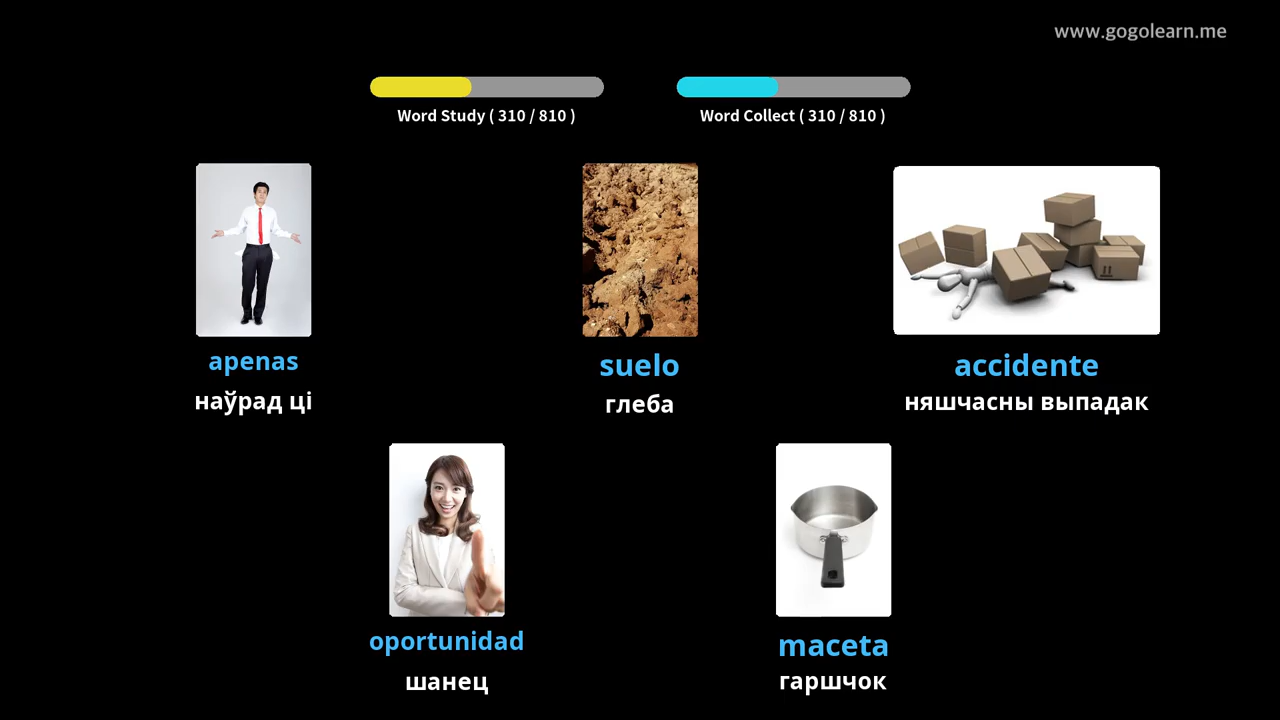 www.gogolearn.me
Word Study ( 310 / 810 )
Word Collect ( 310 / 810 )
apenas
наўрад ці
suelo
глеба
accidente
няшчасны выпадак
oportunidad
шанец
maceta
гаршчок